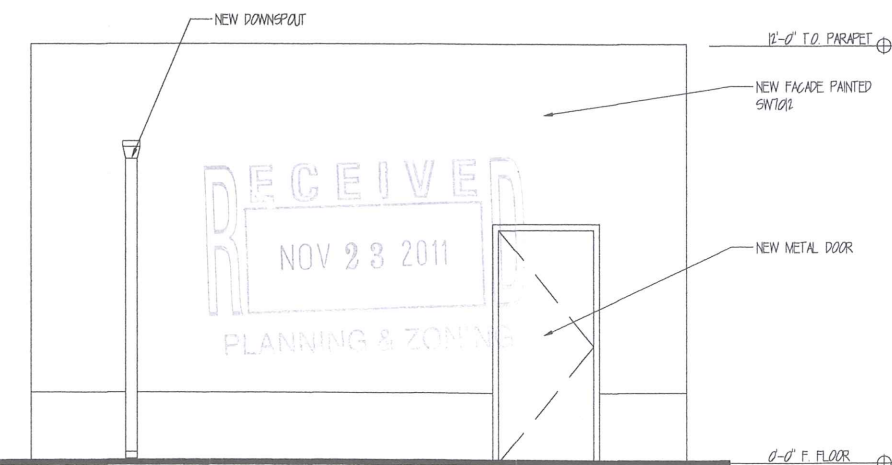 NEW DOWNSPOUT
12'-0" T.O. PARAPET
NEW FACADE PAINTED
SW7012
RECEIVED
NOV 23 2011
PLANNING & ZONING
NEW METAL DOOR
0'-0" F. FLOOR